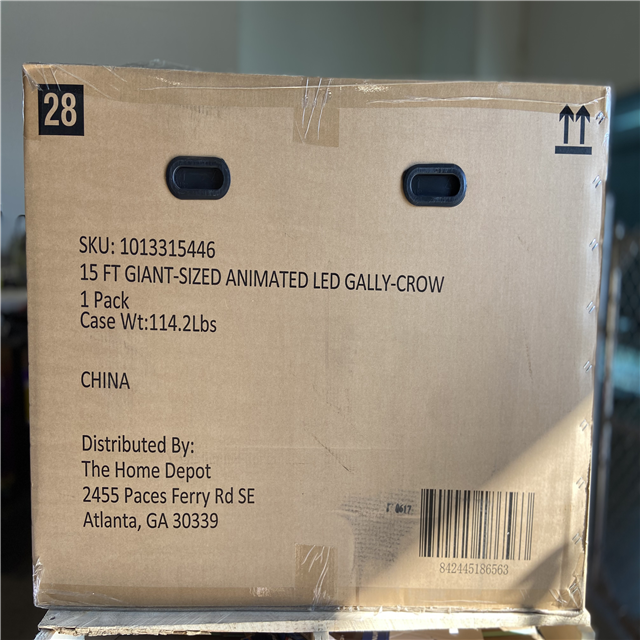 28
SKU: 1013315446
15 FT GIANT-SIZED ANIMATED LED GALLY-CROW
1 Pack
Case Wt:114.2Lbs
CHINA
Distributed By:
The Home Depot
2455 Paces Ferry Rd SE
Atlanta, GA 30339
842445186563